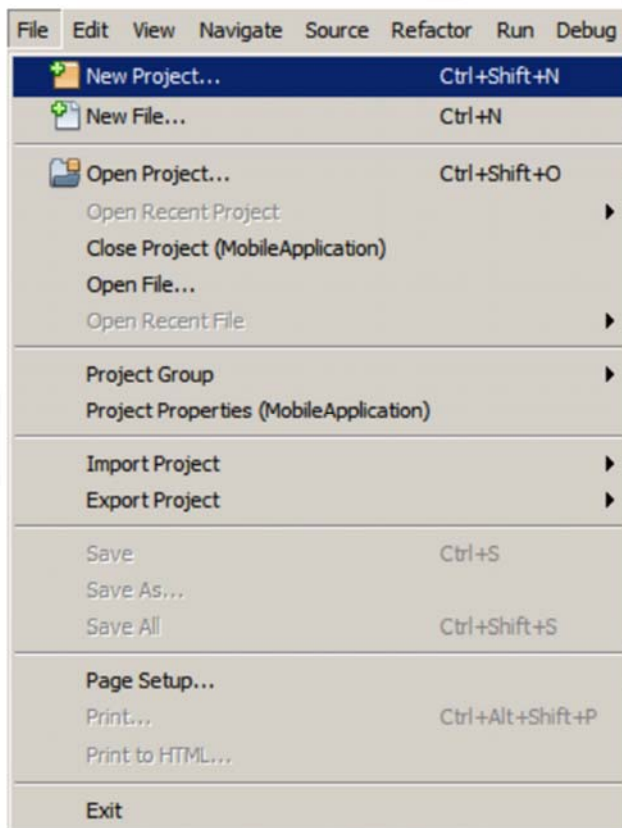 File Edit View Navigate Source Refactor Run Debug
New Project... Ctrl+Shift+N
New File... Ctrl+N
Open Project... Ctrl+Shift+O
Open Recent Project
Close Project (MobileApplication)
Open File...
Open Recent File
Project Group
Project Properties (MobileApplication)
Import Project
Export Project
Save Ctrl+S
Save As...
Save All Ctrl+Shift+S
Page Setup...
Print... Ctrl+Alt+Shift+P
Print to HTML...
Exit